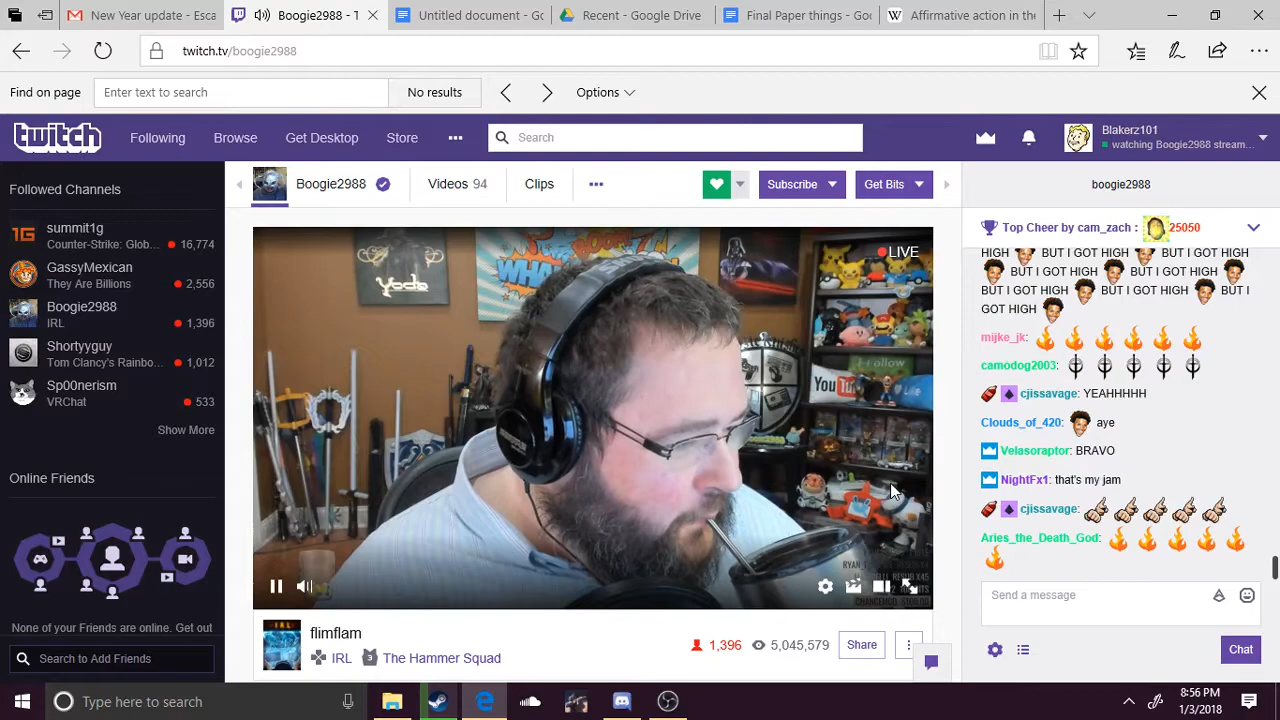 New Year update - Esca
Boogie2988 - T
Untitled document - Go
Recent - Google Drive
Final Paper things - Goo
W Affirmative action in the
twitch.tv/boogie2988
Find on page
Enter text to search
No results
Options
twitch
Following
Browse
Get Desktop
Store
Search
Blakerz101
watching Boogie2988 stream...
Followed Channels
summit1g
Counter-Strike: Glob... 16,774
GassyMexican
They Are Billions 2,556
Boogie2988
IRL 1,396
Shortyyguy
Tom Clancy's Rainbo... 1,012
Sp00nerism
VRChat 533
Show More
Online Friends
None of your Friends are online. Get out
Search to Add Friends
Boogie2988
Videos 94
Clips
Subscribe
Get Bits
LIVE
Yoda
WHA
BOOM!
I Follow
YouTu
Like
flimflam
IRL
3 The Hammer Squad
1,396
5,045,579
Share
boogie2988
Top Cheer by cam_zach : 25050
HIGH BUT I GOT HIGH
BUT I GOT HIGH BUT I GOT HIGH
BUT I GOT HIGH BUT I GOT HIGH BUT I
GOT HIGH
mijke_jk:
camodog2003:
cjissavage: YEAHHHHH
Clouds_of_420: aye
Velasoraptor: BRAVO
NightFx1: that's my jam
cjissavage:
Aries_the_Death_God:
Send a message
Chat
Type here to search
8:56 PM
1/3/2018